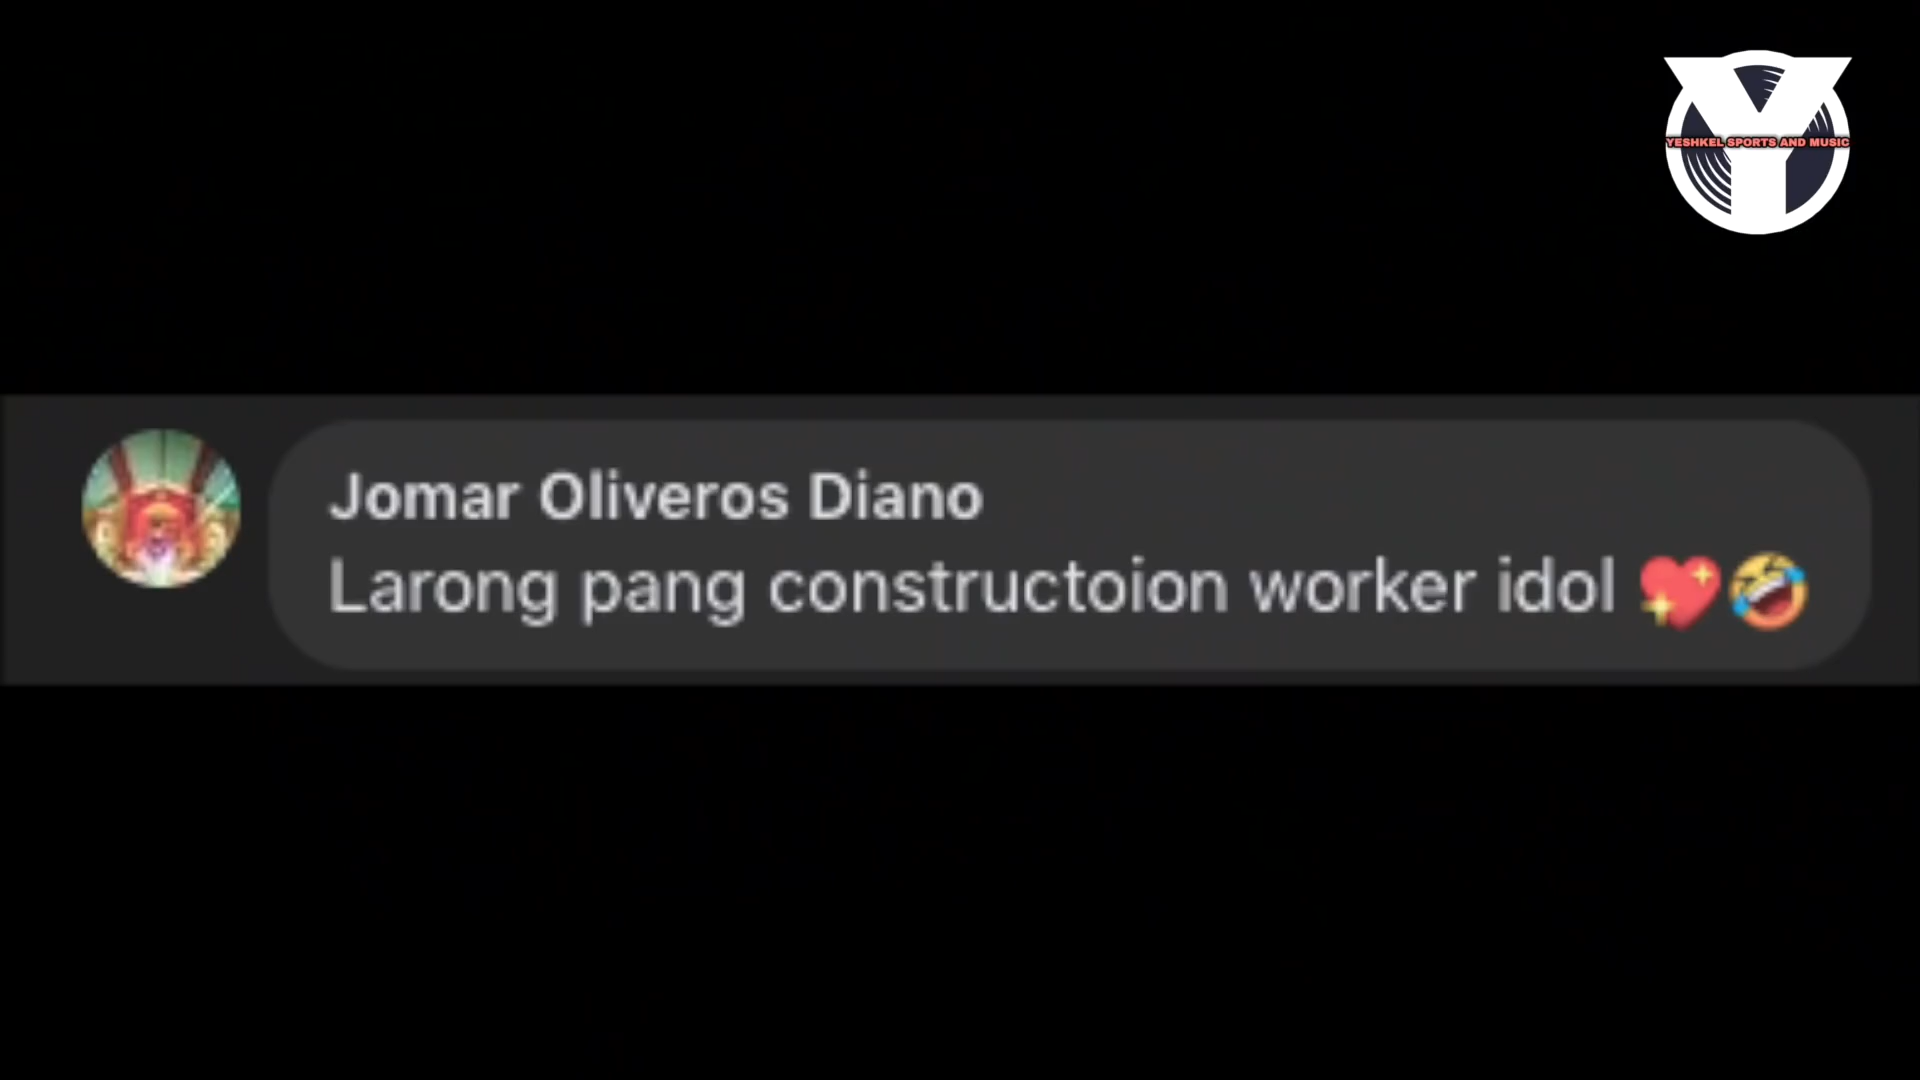 YESHKEL SPORTS AND MUSIC
Jomar Oliveros Diano
Larong pang constructoion worker idol 💖🤣